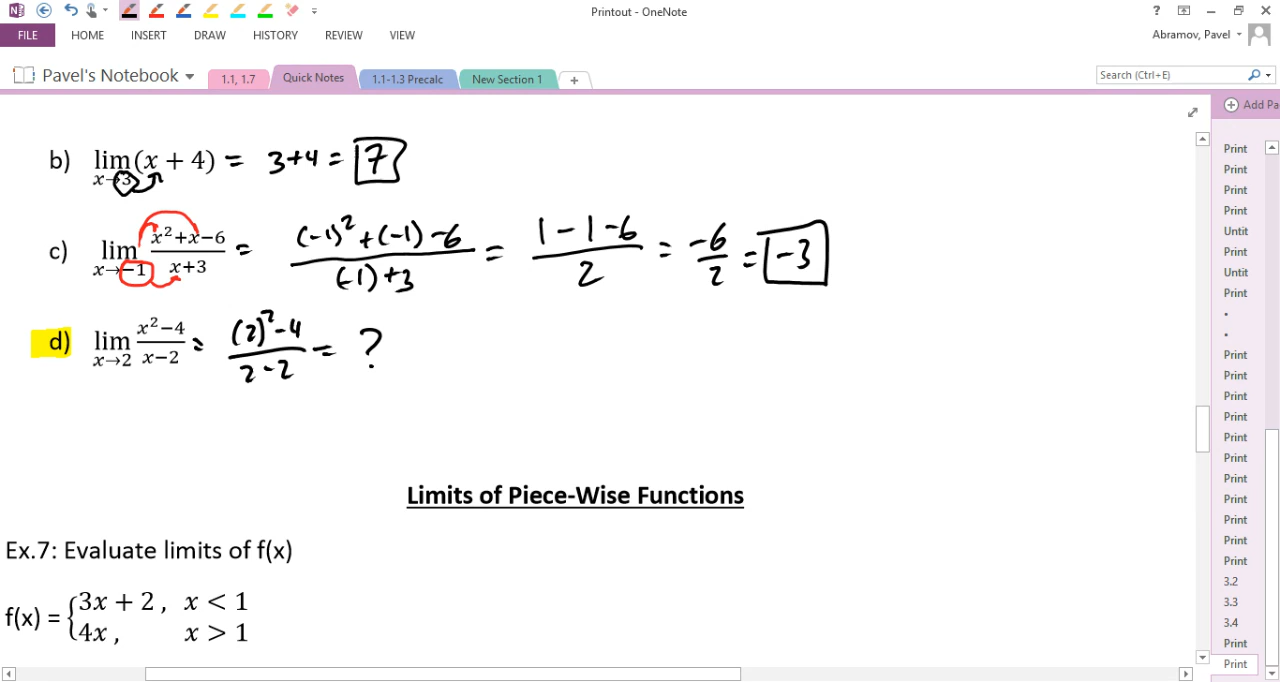 Printout - OneNote
FILE HOME INSERT DRAW HISTORY REVIEW VIEW
Abramov, Pavel
Pavel's Notebook 1.1, 1.7 Quick Notes 1.1-1.3 Precalc New Section 1 +
Search (Ctrl+E)
Add Pa
b) lim x→3 (x + 4) = 3+4 = 7
c) lim x→−1 (x²+x−6)/(x+3) = ((-1)²+(-1)-6)/((-1)+3) = (1-1-6)/2 = -6/2 = -3
d) lim x→2 (x²−4)/(x−2) = ((2)²-4)/(2-2) = ?
Limits of Piece-Wise Functions
Ex.7: Evaluate limits of f(x)
f(x) = {3x + 2 , x < 1
4x , x > 1
Print
Print
Print
Print
Untit
Print
Untit
Print
Print
Print
Print
Print
Print
Print
Print
Print
Print
Print
Print
3.2
3.3
3.4
Print
Print